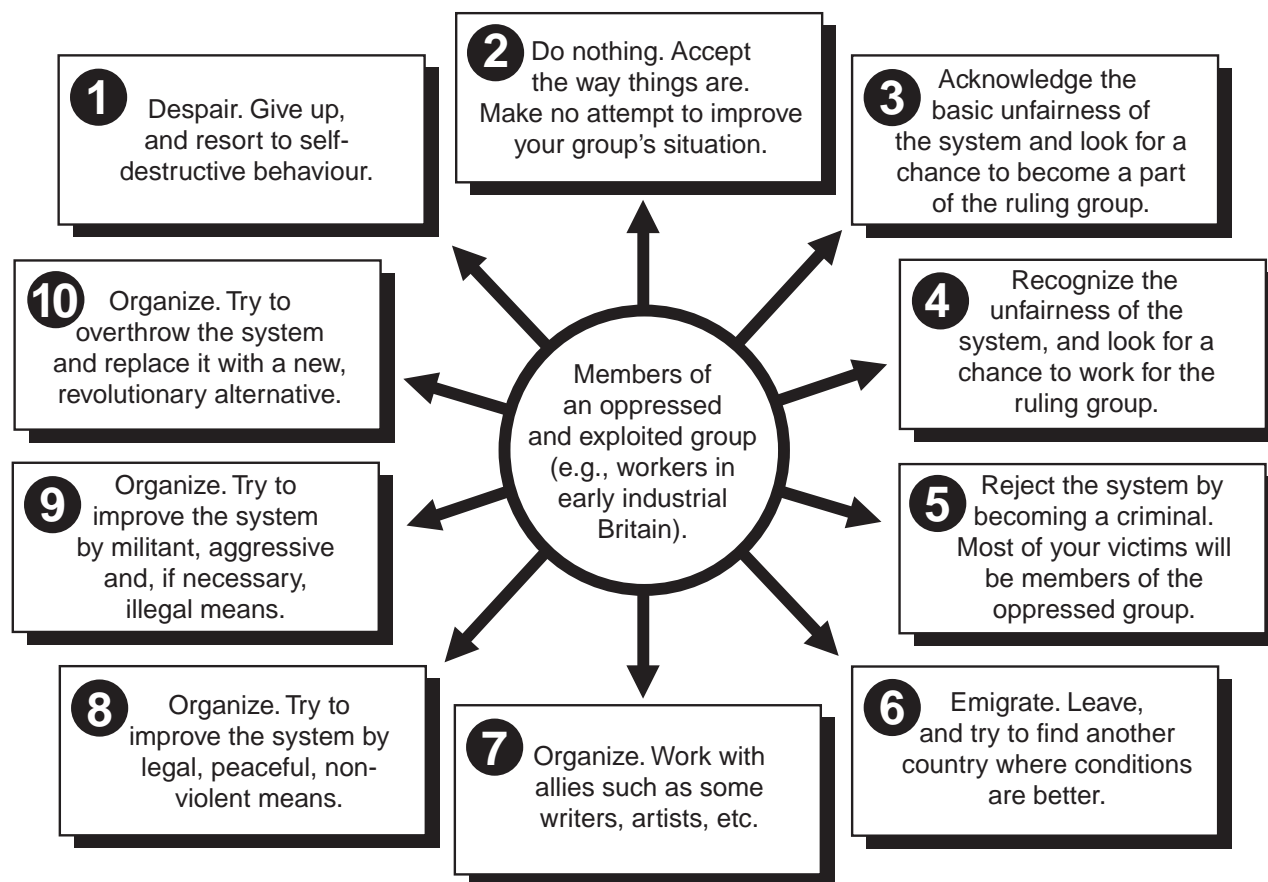 1
Despair. Give up,
and resort to self-
destructive behaviour.
2
Do nothing. Accept
the way things are.
Make no attempt to improve
your group's situation.
3
Acknowledge the
basic unfairness of
the system and look for a
chance to become a part
of the ruling group.
4
Recognize the
unfairness of the
system, and look for a
chance to work for the
ruling group.
5
Reject the system by
becoming a criminal.
Most of your victims will
be members of the
oppressed group.
6
Emigrate. Leave,
and try to find another
country where conditions
are better.
7
Organize. Work with
allies such as some
writers, artists, etc.
8
Organize. Try to
improve the system by
legal, peaceful, non-
violent means.
9
Organize. Try to
improve the system
by militant, aggressive
and, if necessary,
illegal means.
10
Organize. Try to
overthrow the system
and replace it with a new,
revolutionary alternative.
Members of
an oppressed
and exploited group
(e.g., workers in
early industrial
Britain).